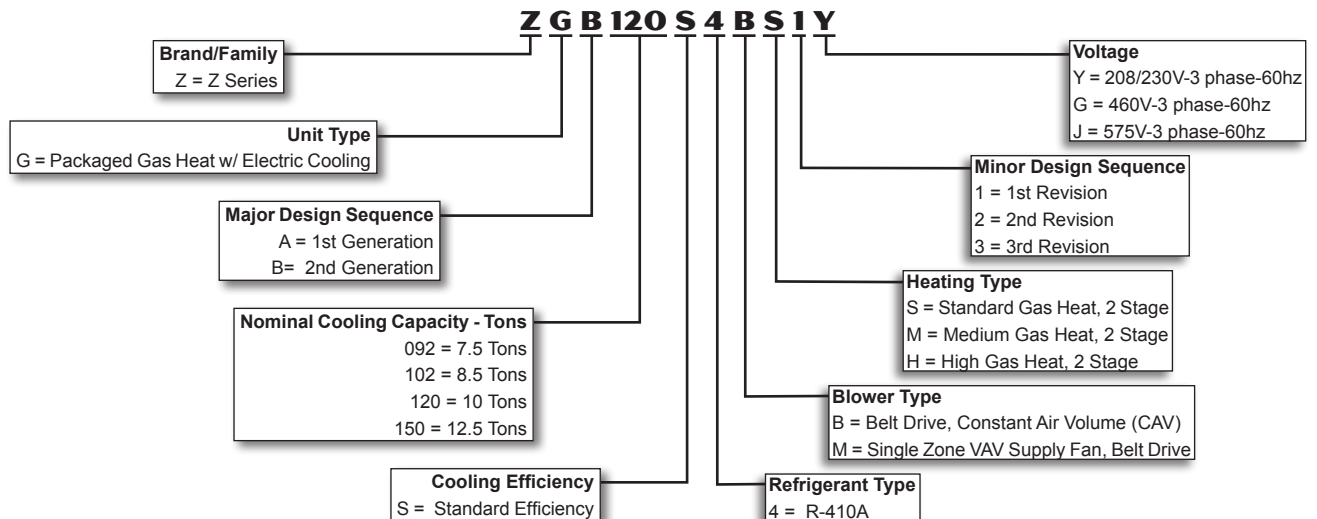 Z G B 120 S 4 B S 1 Y
Brand/Family
Z = Z Series
Unit Type
G = Packaged Gas Heat w/ Electric Cooling
Major Design Sequence
A = 1st Generation
B= 2nd Generation
Nominal Cooling Capacity - Tons
092 = 7.5 Tons
102 = 8.5 Tons
120 = 10 Tons
150 = 12.5 Tons
Cooling Efficiency
S = Standard Efficiency
Voltage
Y = 208/230V-3 phase-60hz
G = 460V-3 phase-60hz
J = 575V-3 phase-60hz
Minor Design Sequence
1 = 1st Revision
2 = 2nd Revision
3 = 3rd Revision
Heating Type
S = Standard Gas Heat, 2 Stage
M = Medium Gas Heat, 2 Stage
H = High Gas Heat, 2 Stage
Blower Type
B = Belt Drive, Constant Air Volume (CAV)
M = Single Zone VAV Supply Fan, Belt Drive
Refrigerant Type
4 = R-410A